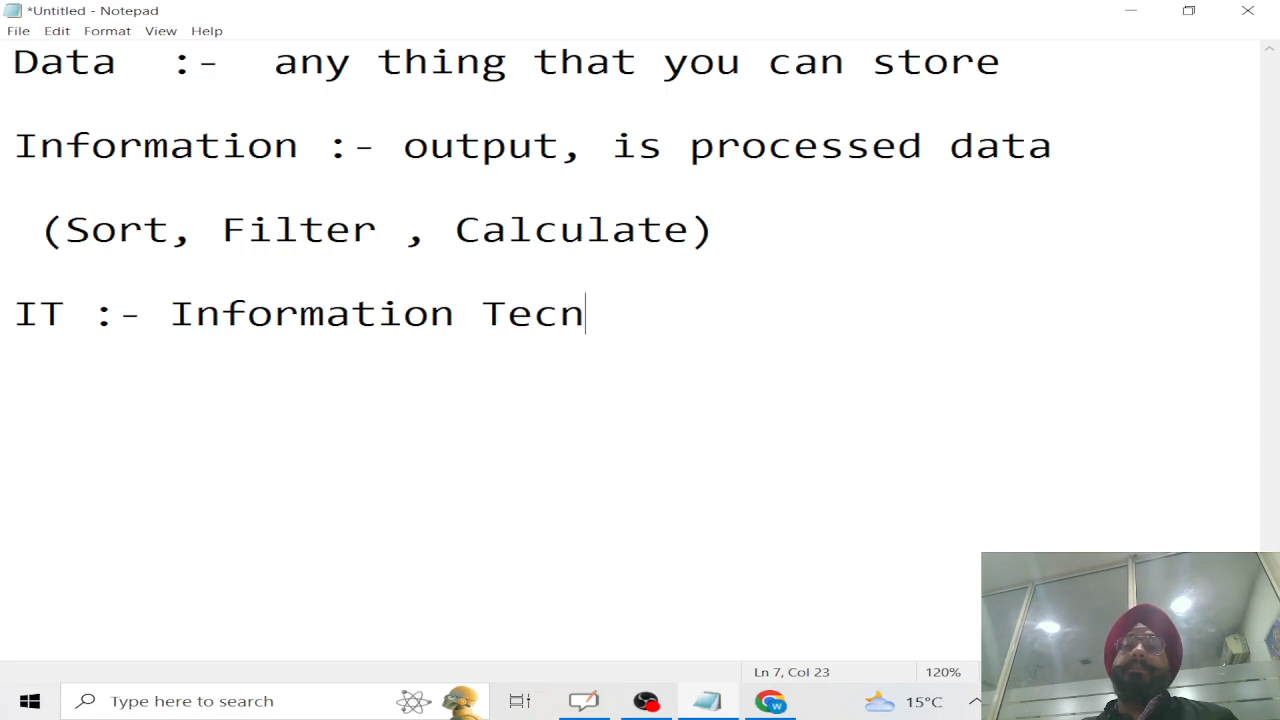 *Untitled - Notepad
File Edit Format View Help
Data :- any thing that you can store
Information :- output, is processed data
(Sort, Filter , Calculate)
IT :- Information Tecn
Ln 7, Col 23 120%
Type here to search 15°C